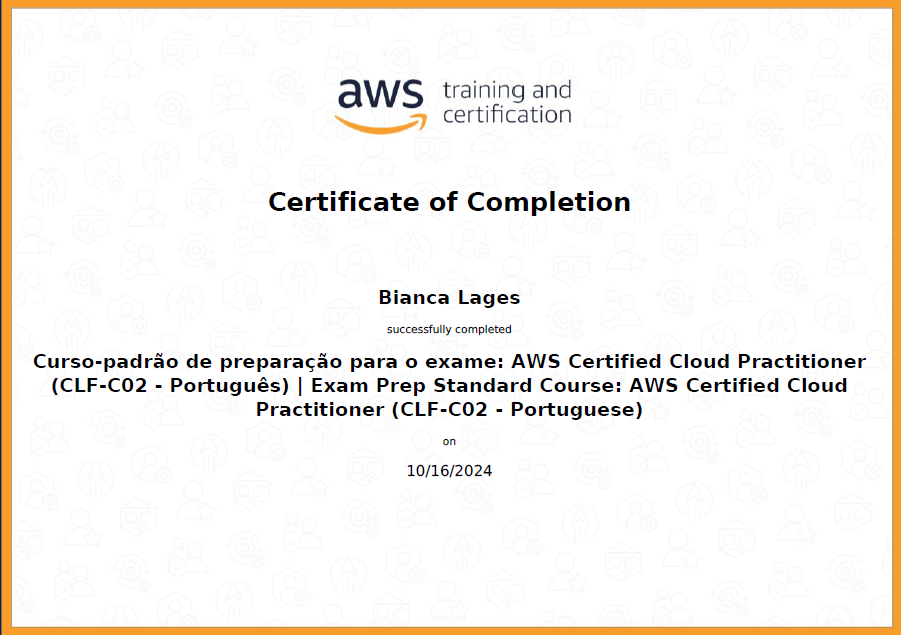 aws training and
certification
Certificate of Completion
Bianca Lages
successfully completed
Curso-padrão de preparação para o exame: AWS Certified Cloud Practitioner
(CLF-C02 - Português) | Exam Prep Standard Course: AWS Certified Cloud
Practitioner (CLF-C02 - Portuguese)
on
10/16/2024